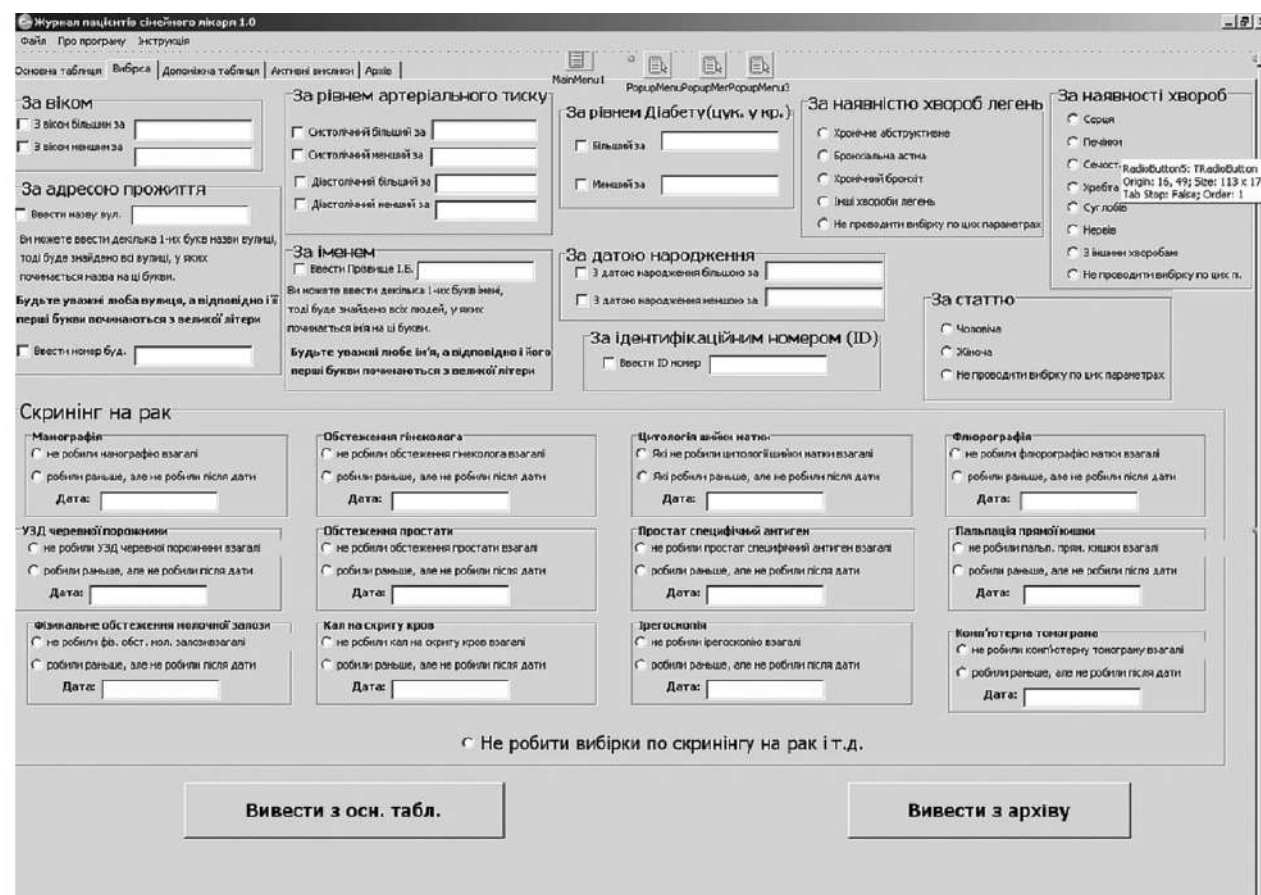 Журнал пацієнтів сімейного лікаря 1.0
Файл Про програму Інструкція
Основна таблиця Вибірка Допоміжна таблиця Активні виклики Архів
MainMenu1 PopupMenu PopupMer PopupMenu3
За віком
З віком більшим за
З віком меншим за
За адресою прожиття
Ввести назву вул.
Ви можете ввести декілька 1-их букв назви вулиці,
тоді буде знайдено всі вулиці, у яких
починається назва на ці букви.
Будьте уважні люба вулиця, а відповідно і її
перші букви починаються з великої літери
Ввести номер буд.
За рівнем артеріального тиску
Систолічний більший за
Систолічний менший за
Діастолічний більший за
Діастолічний менший за
За іменем
Ввести Прізвище І.Б.
Ви можете ввести декілька 1-их букв імені,
тоді буде знайдено всіх людей, у яких
починається ім'я на ці букви.
Будьте уважні любе ім'я, а відповідно і його
перші букви починаються з великої літери
За рівнем Діабету(цук. у кр.)
Більший за
Менший за
За датою народження
З датою народження більшою за
З датою народження меншою за
За ідентифікаційним номером (ID)
Ввести ID номер
За наявністю хвороб легень
Хронічне абструктивне
Бронхіальна астма
Хронічний бронхіт
Інші хвороби легень
Не проводити вибірку по цих параметрах
За наявності хвороб
Серця
Печінки
Сечост
Хребта
Суглобів
Нервів
З іншими хворобами
Не проводити вибірку по цих п.
RadioButton5: TRadioButton
Origin: 16, 49; Size: 113 x 17
Tab Stop: False; Order: 1
За статтю
Чоловіча
Жіноча
Не проводити вибірку по цих параметрах
Скринінг на рак
Мамографія
не робили мамографію взагалі
робили раньше, але не робили після дати
Дата:
Обстеження гінеколога
не робили обстеження гінеколога взагалі
робили раньше, але не робили після дати
Дата:
Цитологія шийки матки
Які не робили цитології шийки матки взагалі
Які робили раньше, але не робили після дати
Дата:
Флюрографія
не робили флюрографію матки взагалі
робили раньше, але не робили після дати
Дата:
УЗД черевної порожнини
не робили УЗД черевної порожнини взагалі
робили раньше, але не робили після дати
Дата:
Обстеження простати
не робили обстеження простати взагалі
робили раньше, але не робили після дати
Дата:
Простат специфічний антиген
не робили простат специфічний антиген взагалі
робили раньше, але не робили після дати
Дата:
Пальпація прямої кишки
не робили пальп. прям. кишки взагалі
робили раньше, але не робили після дати
Дата:
Фізикальне обстеження молочної залози
не робили фіз. обст. мол. залози взагалі
робили раньше, але не робили після дати
Дата:
Кал на скриту кров
не робили кал на скриту кров взагалі
робили раньше, але не робили після дати
Дата:
Ірегоскопія
не робили ірегоскопію взагалі
робили раньше, але не робили після дати
Дата:
Комп'ютерна томограма
не робили комп'ютерну томограму взагалі
робили раньше, але не робили після дати
Дата:
Не робити вибірки по скринінгу на рак і т.д.
Вивести з осн. табл.
Вивести з архіву